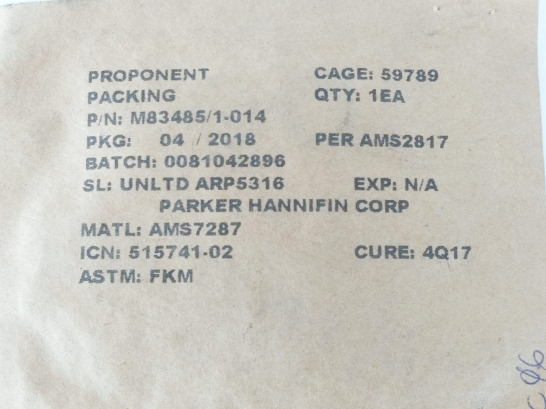 PROPONENT CAGE: 59789
PACKING QTY: 1EA
P/N: M83485/1-014
PKG: 04 / 2018 PER AMS2817
BATCH: 0081042896
SL: UNLTD ARP5316 EXP: N/A
PARKER HANNIFIN CORP
MATL: AMS7287
ICN: 515741-02 CURE: 4Q17
ASTM: FKM